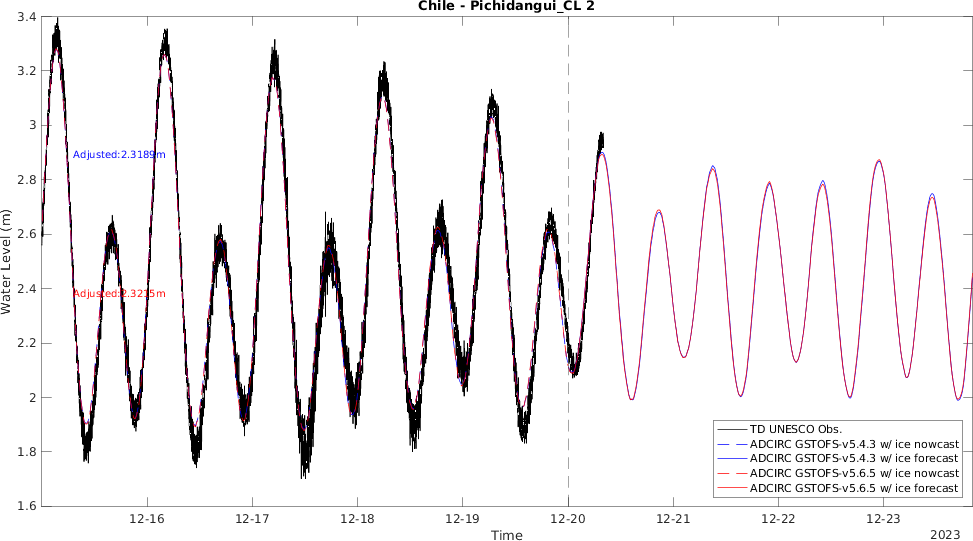 Chile - Pichidangui_CL 2
3.4
3.2
3
2.8
2.6
2.4
2.2
2
1.8
1.6
Water Level (m)
Adjusted:2.3189m
Adjusted:2.3215m
TD UNESCO Obs.
ADCIRC GSTOFS-v5.4.3 w/ ice nowcast
ADCIRC GSTOFS-v5.4.3 w/ ice forecast
ADCIRC GSTOFS-v5.6.5 w/ ice nowcast
ADCIRC GSTOFS-v5.6.5 w/ ice forecast
12-16 12-17 12-18 12-19 12-20 12-21 12-22 12-23
Time
2023